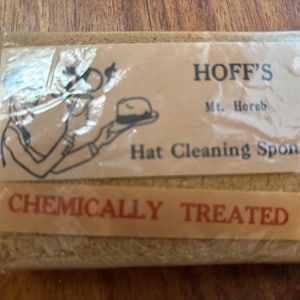 HOFF'S
Mt. Horeb
Hat Cleaning Spon
CHEMICALLY TREATED